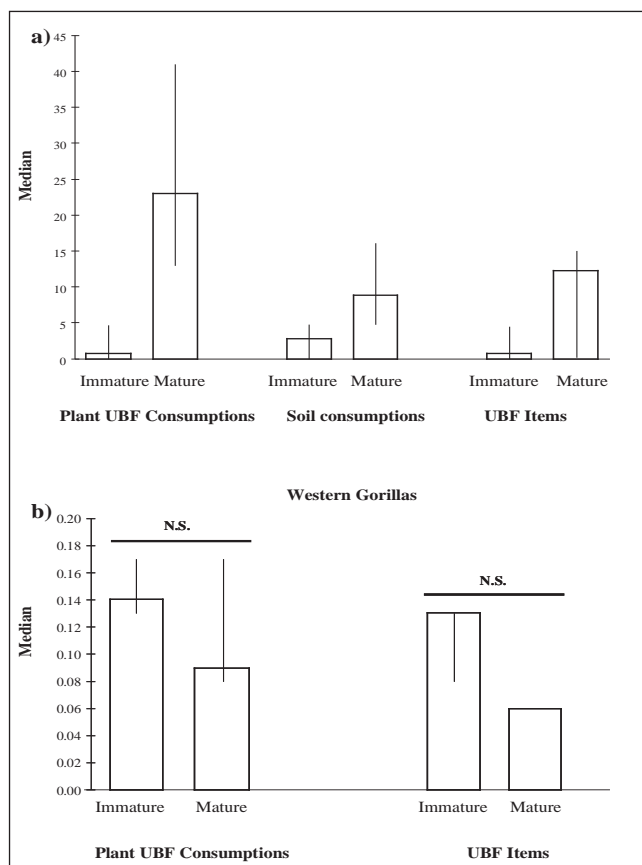 a)
45
40
35
30
25
20
15
10
5
0
Median
Immature Mature Immature Mature Immature Mature
Plant UBF Consumptions Soil consumptions UBF Items
Western Gorillas
b)
0.20
0.18
0.16
0.14
0.12
0.10
0.08
0.06
0.04
0.02
0.00
Median
N.S.
N.S.
Immature Mature Immature Mature
Plant UBF Consumptions UBF Items